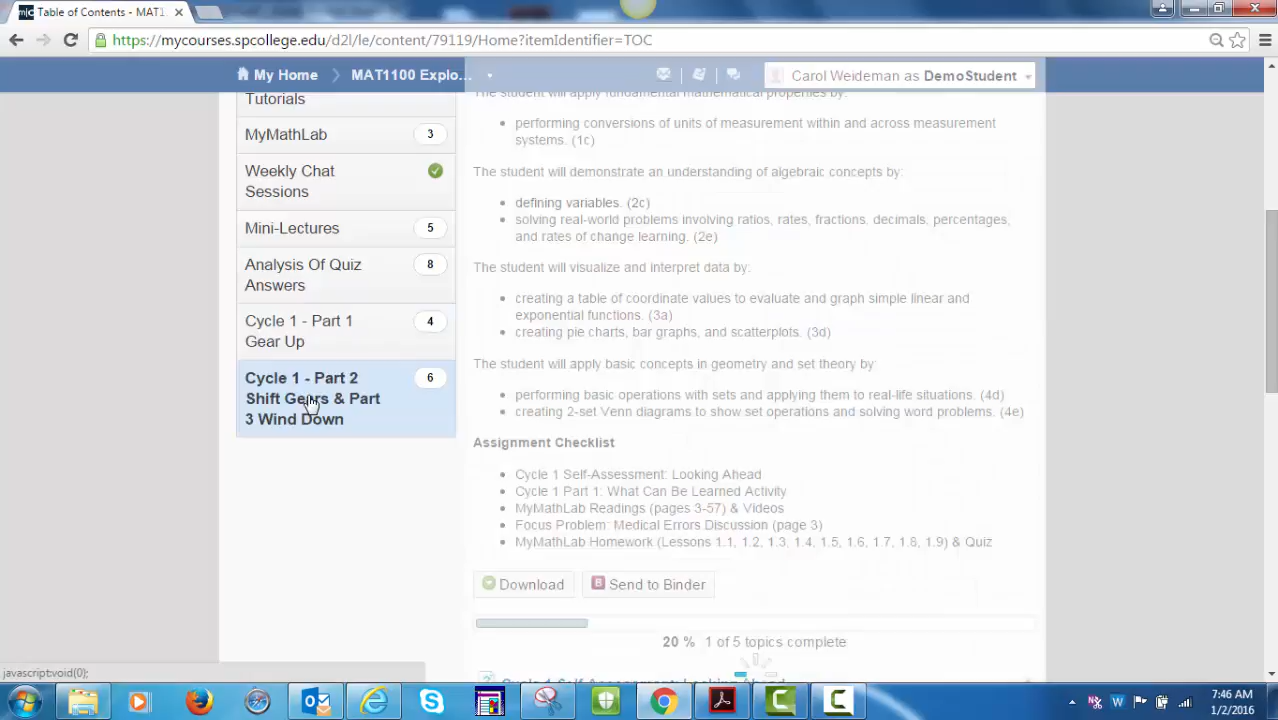 Table of Contents - MAT1
https://mycourses.spcollege.edu/d2l/le/content/79119/Home?itemIdentifier=TOC
My Home
MAT1100 Explo...
Carol Weideman as DemoStudent
Tutorials
MyMathLab
3
Weekly Chat
Sessions
Mini-Lectures
5
Analysis Of Quiz
Answers
8
Cycle 1 - Part 1
Gear Up
4
Cycle 1 - Part 2
Shift Gears & Part
3 Wind Down
6
The student will apply fundamental mathematical properties by:
performing conversions of units of measurement within and across measurement
systems. (1c)
The student will demonstrate an understanding of algebraic concepts by:
defining variables. (2c)
solving real-world problems involving ratios, rates, fractions, decimals, percentages,
and rates of change learning. (2e)
The student will visualize and interpret data by:
creating a table of coordinate values to evaluate and graph simple linear and
exponential functions. (3a)
creating pie charts, bar graphs, and scatterplots. (3d)
The student will apply basic concepts in geometry and set theory by:
performing basic operations with sets and applying them to real-life situations. (4d)
creating 2-set Venn diagrams to show set operations and solving word problems. (4e)
Assignment Checklist
Cycle 1 Self-Assessment: Looking Ahead
Cycle 1 Part 1: What Can Be Learned Activity
MyMathLab Readings (pages 3-57) & Videos
Focus Problem: Medical Errors Discussion (page 3)
MyMathLab Homework (Lessons 1.1, 1.2, 1.3, 1.4, 1.5, 1.6, 1.7, 1.8, 1.9) & Quiz
Download
Send to Binder
20 % 1 of 5 topics complete
Cycle 1 Self-Assessment: Looking Ahead
javascript:void(0);
7:46 AM
1/2/2016